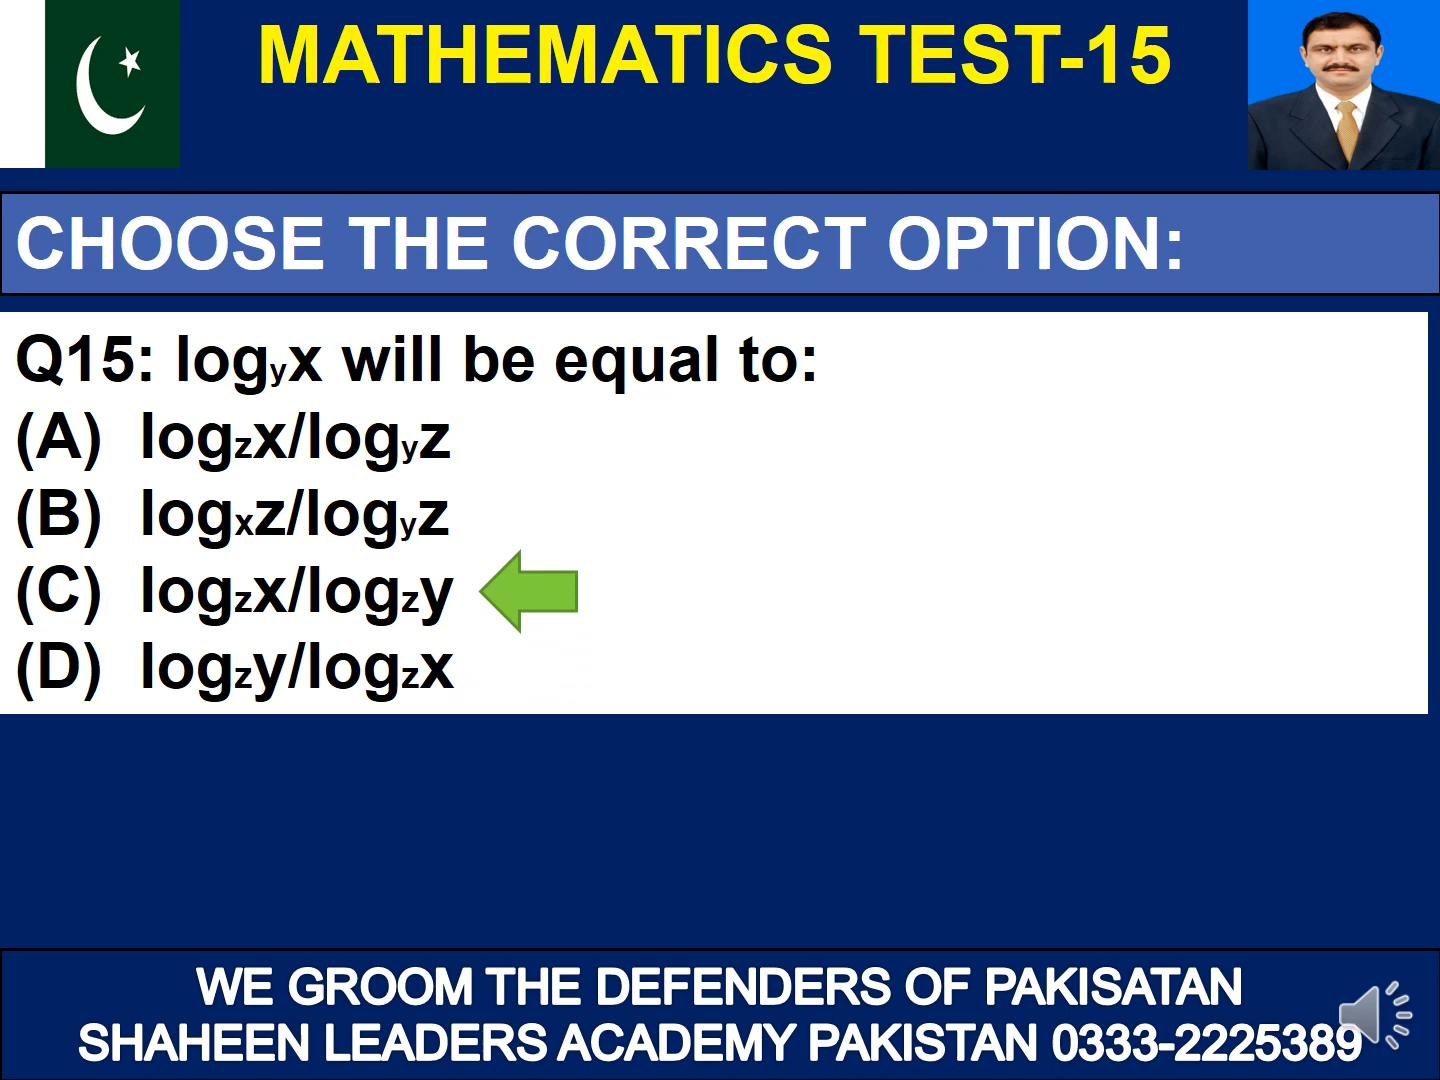 MATHEMATICS TEST-15
CHOOSE THE CORRECT OPTION:
Q15: logyx will be equal to:
(A) logzx/logyz
(B) logxz/logyz
(C) logzx/logzy
(D) logzy/logzx
WE GROOM THE DEFENDERS OF PAKISATAN
SHAHEEN LEADERS ACADEMY PAKISTAN 0333-2225389